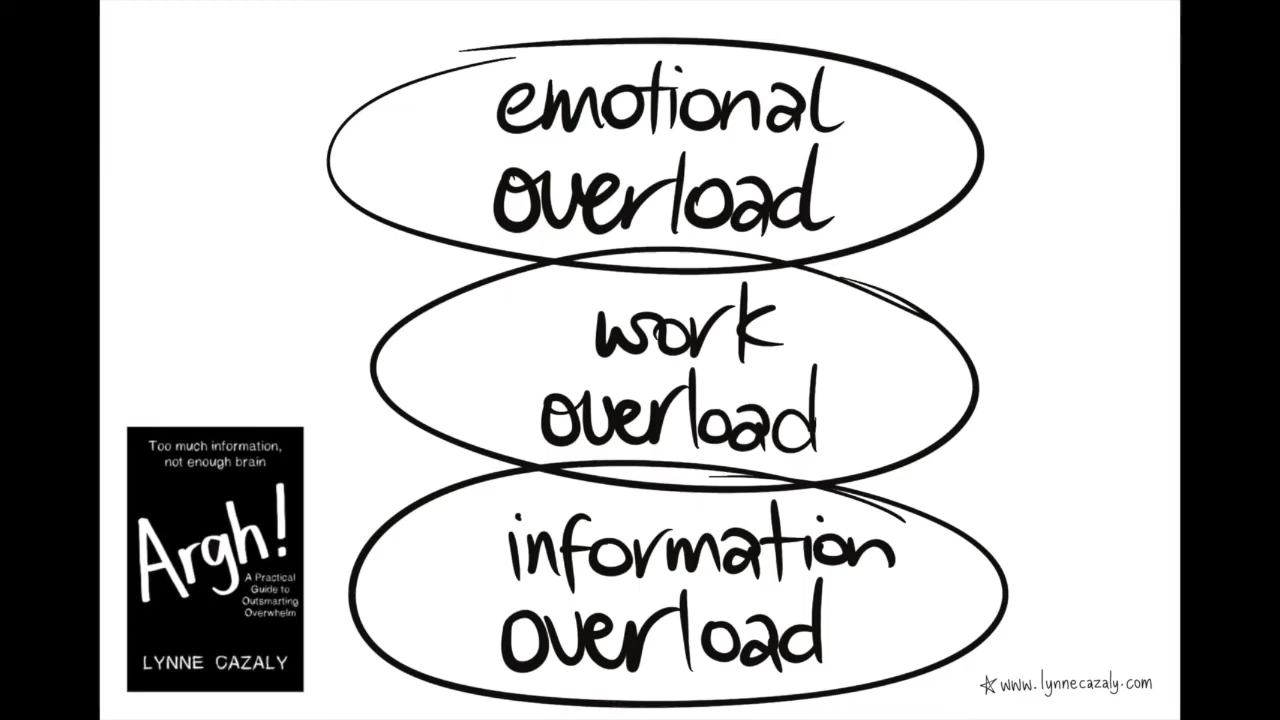 emotional
overload
work
overload
information
overload
Too much information,
not enough brain
Argh!
A Practical
Guide to
Outsmarting
Overwhelm
LYNNE CAZALY
www.lynnecazaly.com